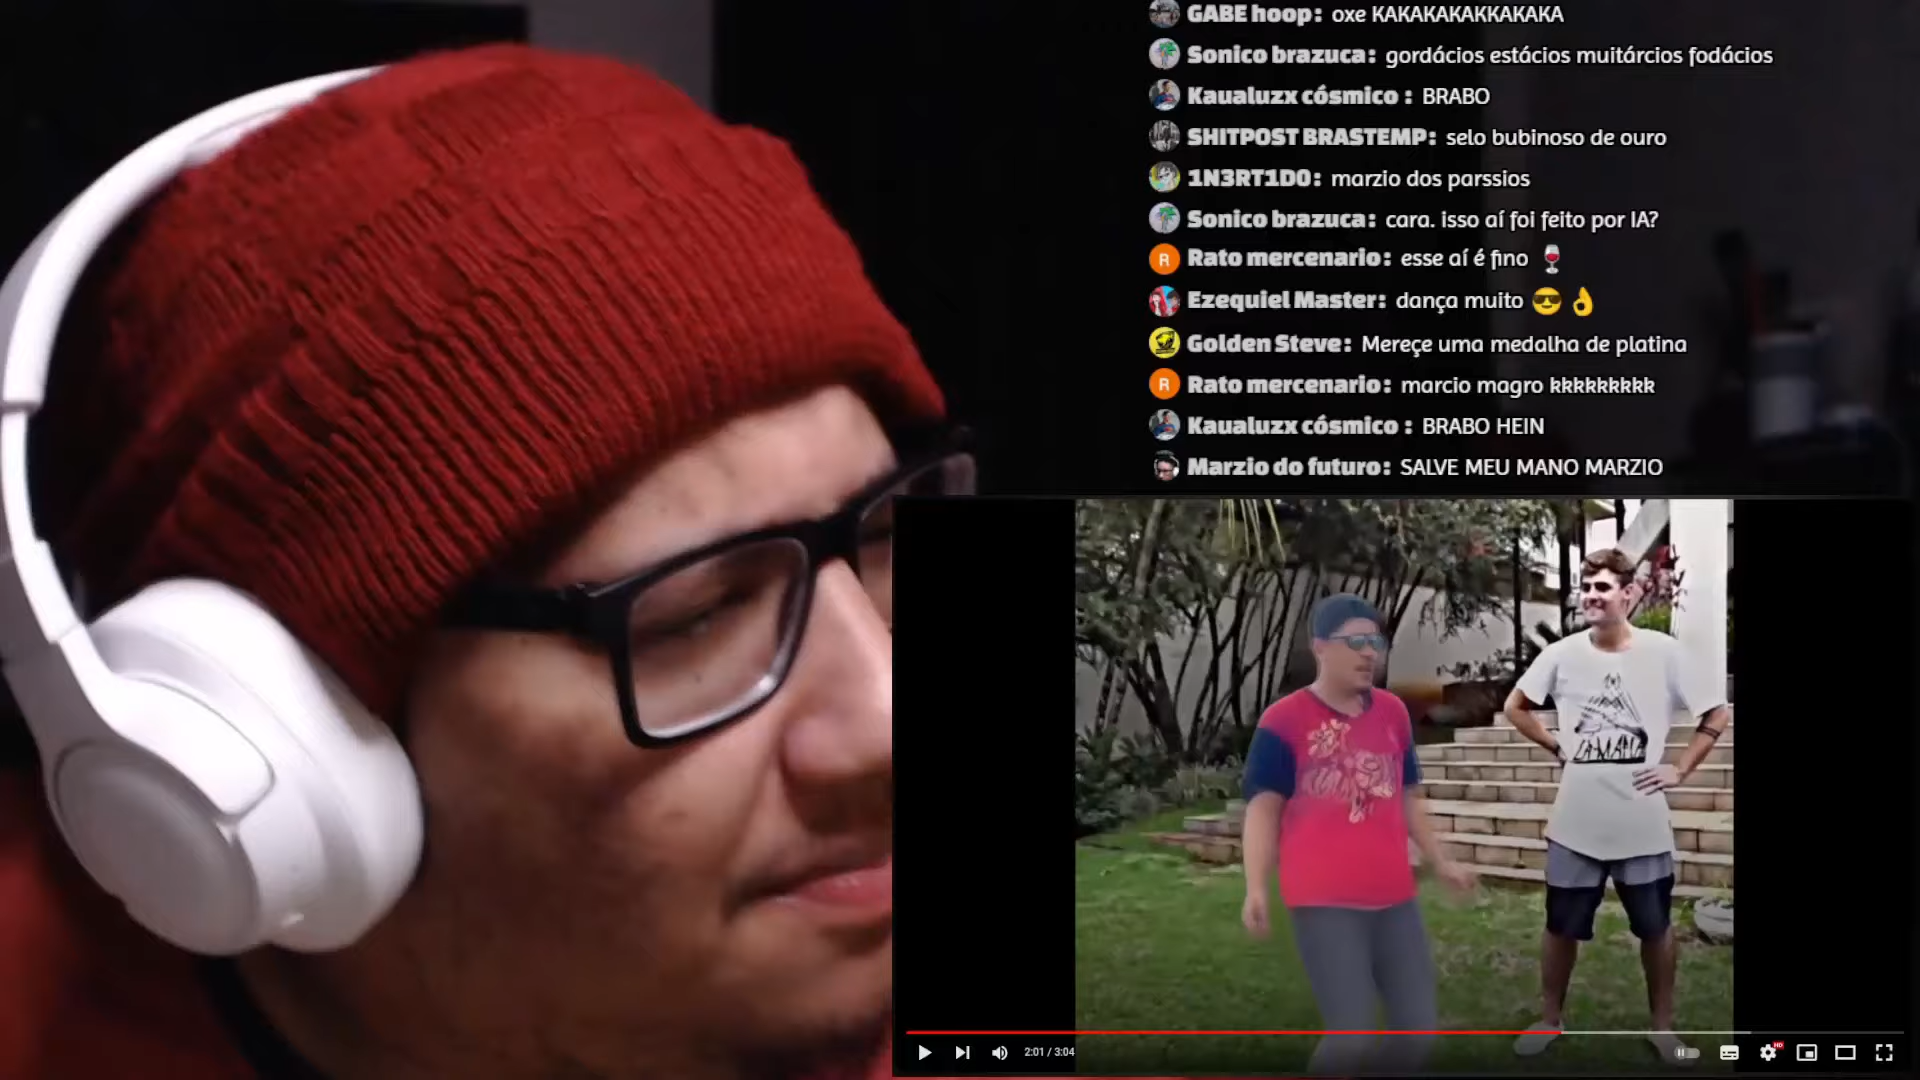 GABE hoop: oxe KAKAKAKAKKAKAKA
Sonico brazuca: gordácios estácios muitárcios fodácios
Kaualuzx cósmico : BRABO
SHITPOST BRASTEMP: selo bubinoso de ouro
1N3RT1D0: marzio dos parssios
Sonico brazuca: cara. isso aí foi feito por IA?
R Rato mercenario: esse aí é fino 🍷
Ezequiel Master: dança muito 😎 👌
Golden Steve: Mereçe uma medalha de platina
R Rato mercenario: marcio magro kkkkkkkkk
Kaualuzx cósmico : BRABO HEIN
Marzio do futuro: SALVE MEU MANO MARZIO
LA MAFIA
2:01 / 3:04
HD